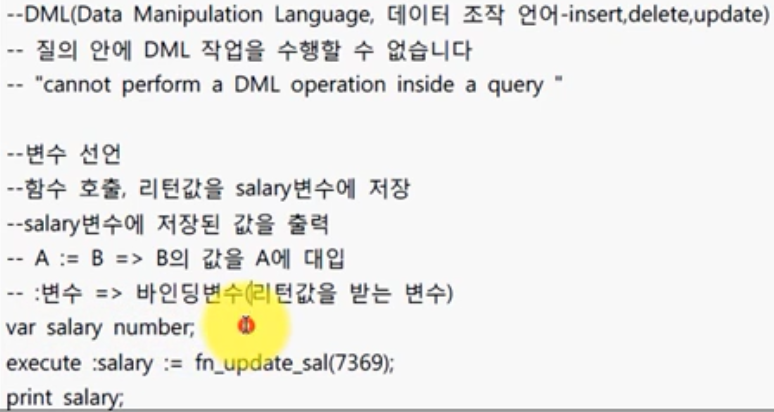 --DML(Data Manipulation Language, 데이터 조작 언어-insert,delete,update)
-- 질의 안에 DML 작업을 수행할 수 없습니다
-- "cannot perform a DML operation inside a query "
--변수 선언
--함수 호출, 리턴값을 salary변수에 저장
--salary변수에 저장된 값을 출력
-- A := B => B의 값을 A에 대입
-- :변수 => 바인딩변수(리턴값을 받는 변수)
var salary number;
execute :salary := fn_update_sal(7369);
print salary;